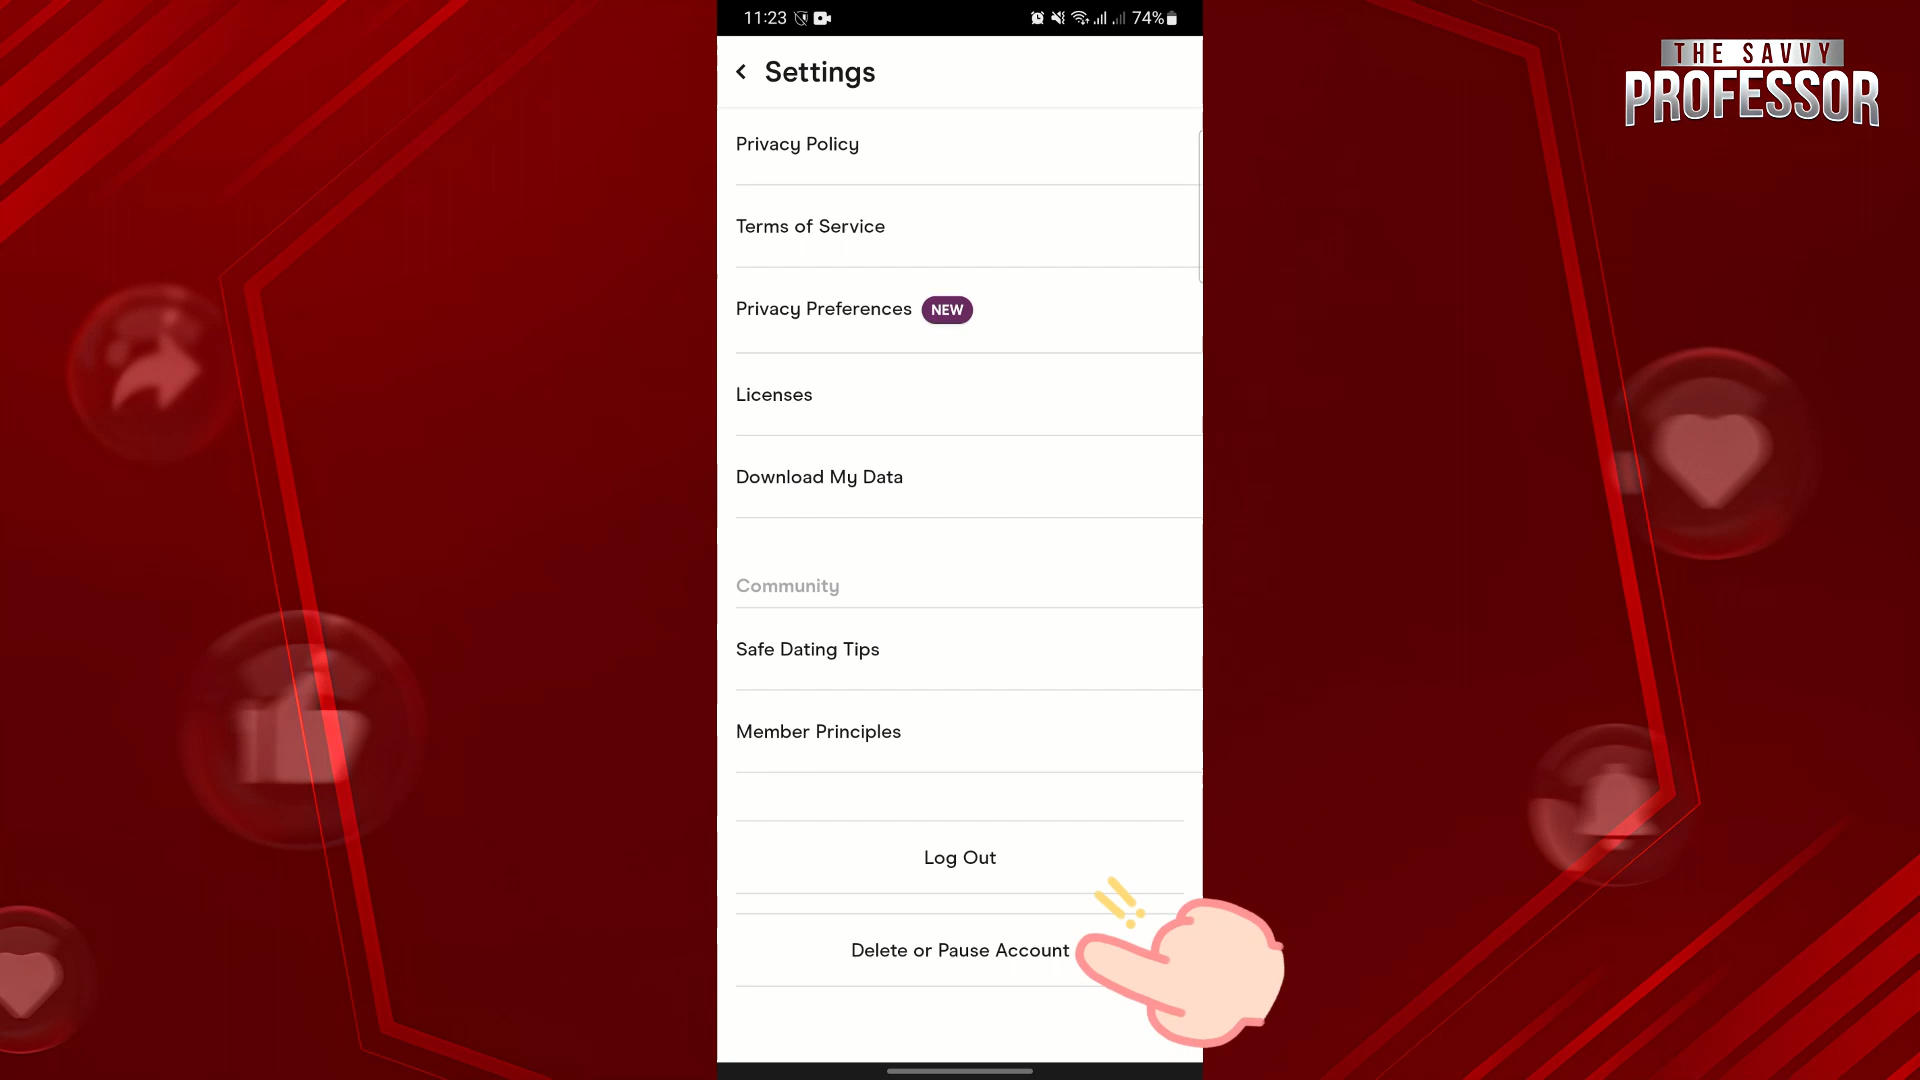 11:23
74%
THE SAVVY
PROFESSOR
Settings
Privacy Policy
Terms of Service
Privacy Preferences NEW
Licenses
Download My Data
Community
Safe Dating Tips
Member Principles
Log Out
Delete or Pause Account